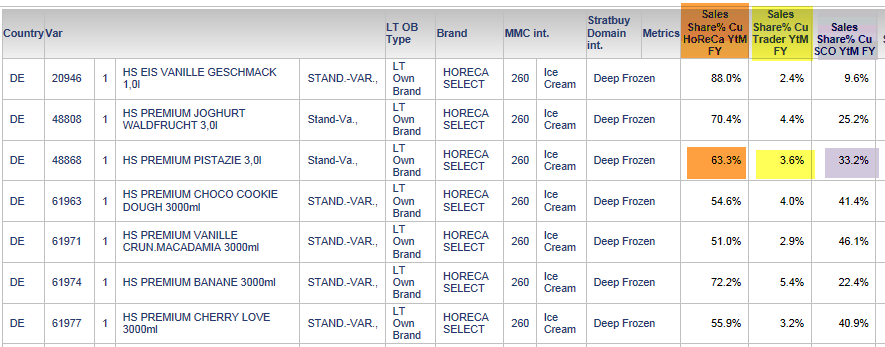 Country Var LT OB Type Brand MMC int. Stratbuy Domain int. Metrics Sales Share% Cu HoReCa YtM FY Sales Share% Cu Trader YtM FY Sales Share% Cu SCO YtM FY
DE 20946 1 HS EIS VANILLE GESCHMACK 1,0l STAND.-VAR., LT Own Brand HORECA SELECT 260 Ice Cream Deep Frozen 88.0% 2.4% 9.6%
DE 48808 1 HS PREMIUM JOGHURT WALDFRUCHT 3,0l Stand-Va., LT Own Brand HORECA SELECT 260 Ice Cream Deep Frozen 70.4% 4.4% 25.2%
DE 48868 1 HS PREMIUM PISTAZIE 3,0l Stand-Va., LT Own Brand HORECA SELECT 260 Ice Cream Deep Frozen 63.3% 3.6% 33.2%
DE 61963 1 HS PREMIUM CHOCO COOKIE DOUGH 3000ml STAND.-VAR., LT Own Brand HORECA SELECT 260 Ice Cream Deep Frozen 54.6% 4.0% 41.4%
DE 61971 1 HS PREMIUM VANILLE CRUN.MACADAMIA 3000ml STAND.-VAR., LT Own Brand HORECA SELECT 260 Ice Cream Deep Frozen 51.0% 2.9% 46.1%
DE 61974 1 HS PREMIUM BANANE 3000ml STAND.-VAR., LT Own Brand HORECA SELECT 260 Ice Cream Deep Frozen 72.2% 5.4% 22.4%
DE 61977 1 HS PREMIUM CHERRY LOVE 3000ml STAND.-VAR., LT Own Brand HORECA SELECT 260 Ice Cream Deep Frozen 55.9% 3.2% 40.9%